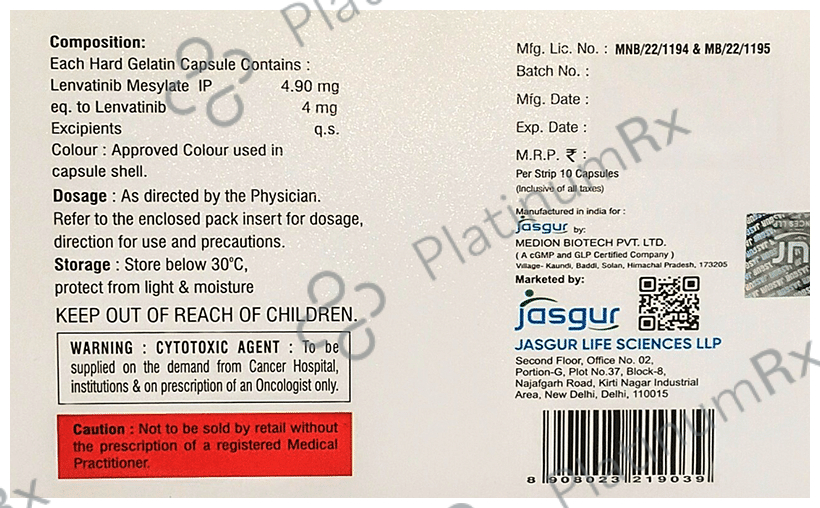 Composition:
Each Hard Gelatin Capsule Contains :
Lenvatinib Mesylate IP 4.90 mg
eq. to Lenvatinib 4 mg
Excipients q.s.
Colour : Approved Colour used in
capsule shell.
Dosage : As directed by the Physician.
Refer to the enclosed pack insert for dosage,
direction for use and precautions.
Storage : Store below 30°C,
protect from light & moisture
KEEP OUT OF REACH OF CHILDREN.
WARNING : CYTOTOXIC AGENT : To be
supplied on the demand from Cancer Hospital,
institutions & on prescription of an Oncologist only.
Caution : Not to be sold by retail without
the prescription of a registered Medical
Practitioner.
Mfg. Lic. No. : MNB/22/1194 & MB/22/1195
Batch No. :
Mfg. Date :
Exp. Date :
M.R.P. ₹ :
Per Strip 10 Capsules
(Inclusive of all taxes)
Manufactured in india for :
jasgur by:
MEDION BIOTECH PVT. LTD.
( A cGMP and GLP Certified Company )
Village- Kaundi, Baddi, Solan, Himachal Pradesh, 173205
Marketed by:
jasgur
JASGUR LIFE SCIENCES LLP
Second Floor, Office No. 02,
Portion-G, Plot No.37, Block-8,
Najafgarh Road, Kirti Nagar Industrial
Area, New Delhi, Delhi, 110015
8 908023 219039
PlatinumRx
PlatinumRx
PlatinumRx